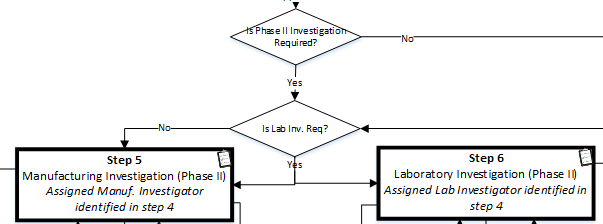 Is Phase II Investigation
Required?
No
Yes
Is Lab Inv. Req?
No
Yes
Step 5
Manufacturing Investigation (Phase II)
Assigned Manuf. Investigator
identified in step 4
Step 6
Laboratory Investigation (Phase II)
Assigned Lab Investigator identified in
step 4